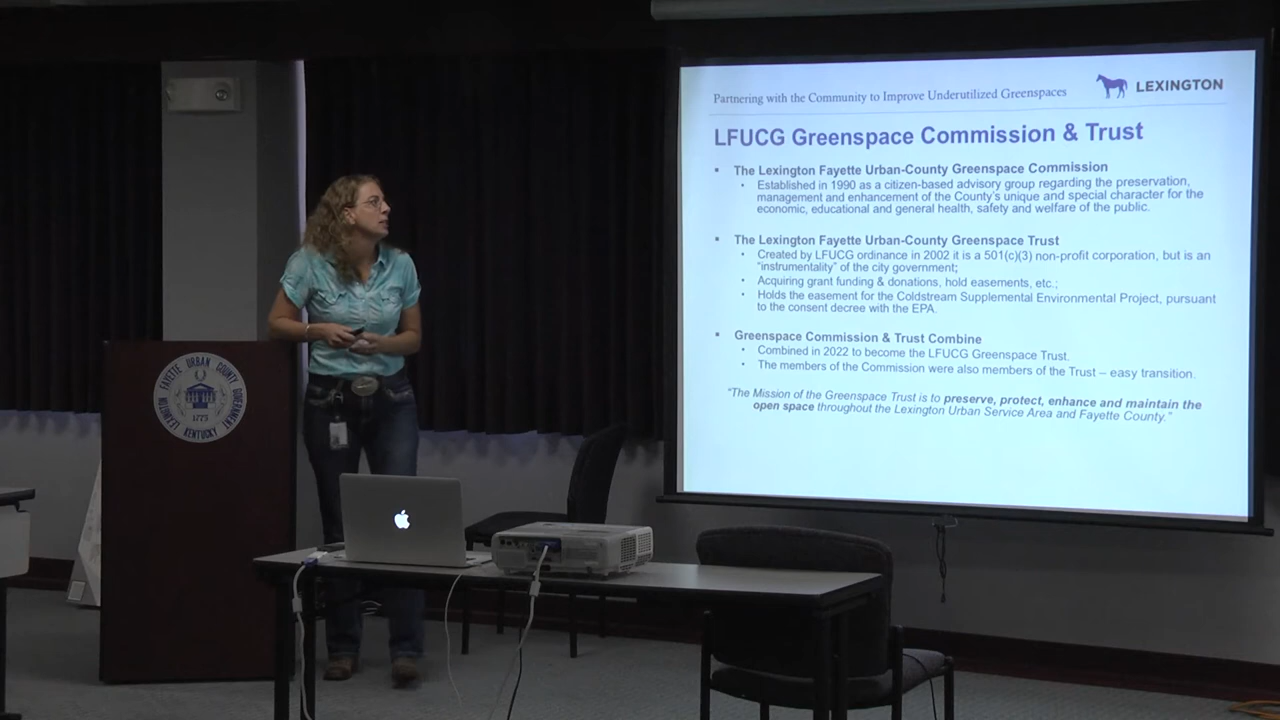 Partnering with the Community to Improve Underutilized Greenspaces
LEXINGTON
LFUCG Greenspace Commission & Trust
▪ The Lexington Fayette Urban-County Greenspace Commission
• Established in 1990 as a citizen-based advisory group regarding the preservation,
management and enhancement of the County's unique and special character for the
economic, educational and general health, safety and welfare of the public.
▪ The Lexington Fayette Urban-County Greenspace Trust
• Created by LFUCG ordinance in 2002 it is a 501(c)(3) non-profit corporation, but is an
"instrumentality" of the city government;
• Acquiring grant funding & donations, hold easements, etc.;
• Holds the easement for the Coldstream Supplemental Environmental Project, pursuant
to the consent decree with the EPA.
▪ Greenspace Commission & Trust Combine
• Combined in 2022 to become the LFUCG Greenspace Trust.
• The members of the Commission were also members of the Trust – easy transition.
"The Mission of the Greenspace Trust is to preserve, protect, enhance and maintain the
open space throughout the Lexington Urban Service Area and Fayette County."
LEXINGTON FAYETTE URBAN COUNTY GOVERNMENT
1775
KENTUCKY